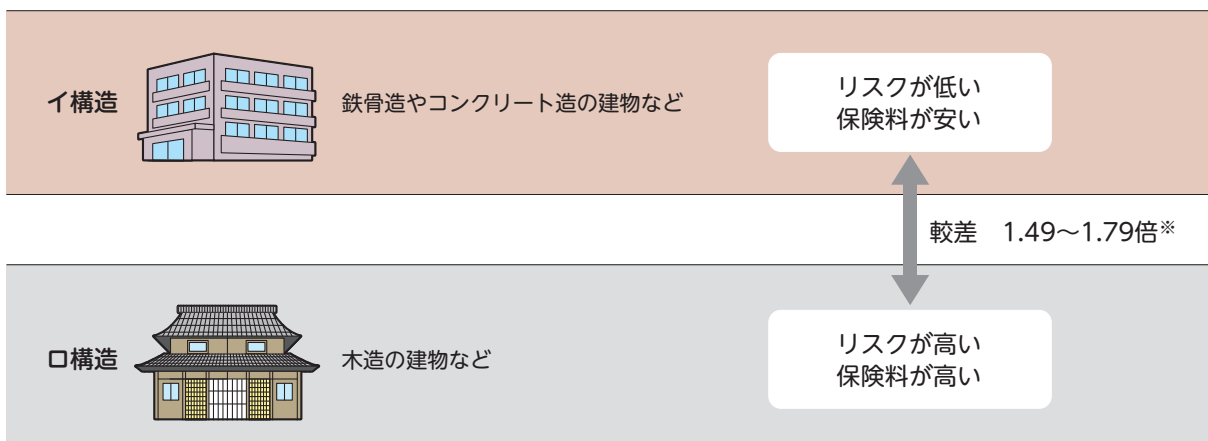 イ構造
鉄骨造やコンクリート造の建物など
リスクが低い
保険料が安い
較差　1.49〜1.79倍※
ロ構造
木造の建物など
リスクが高い
保険料が高い